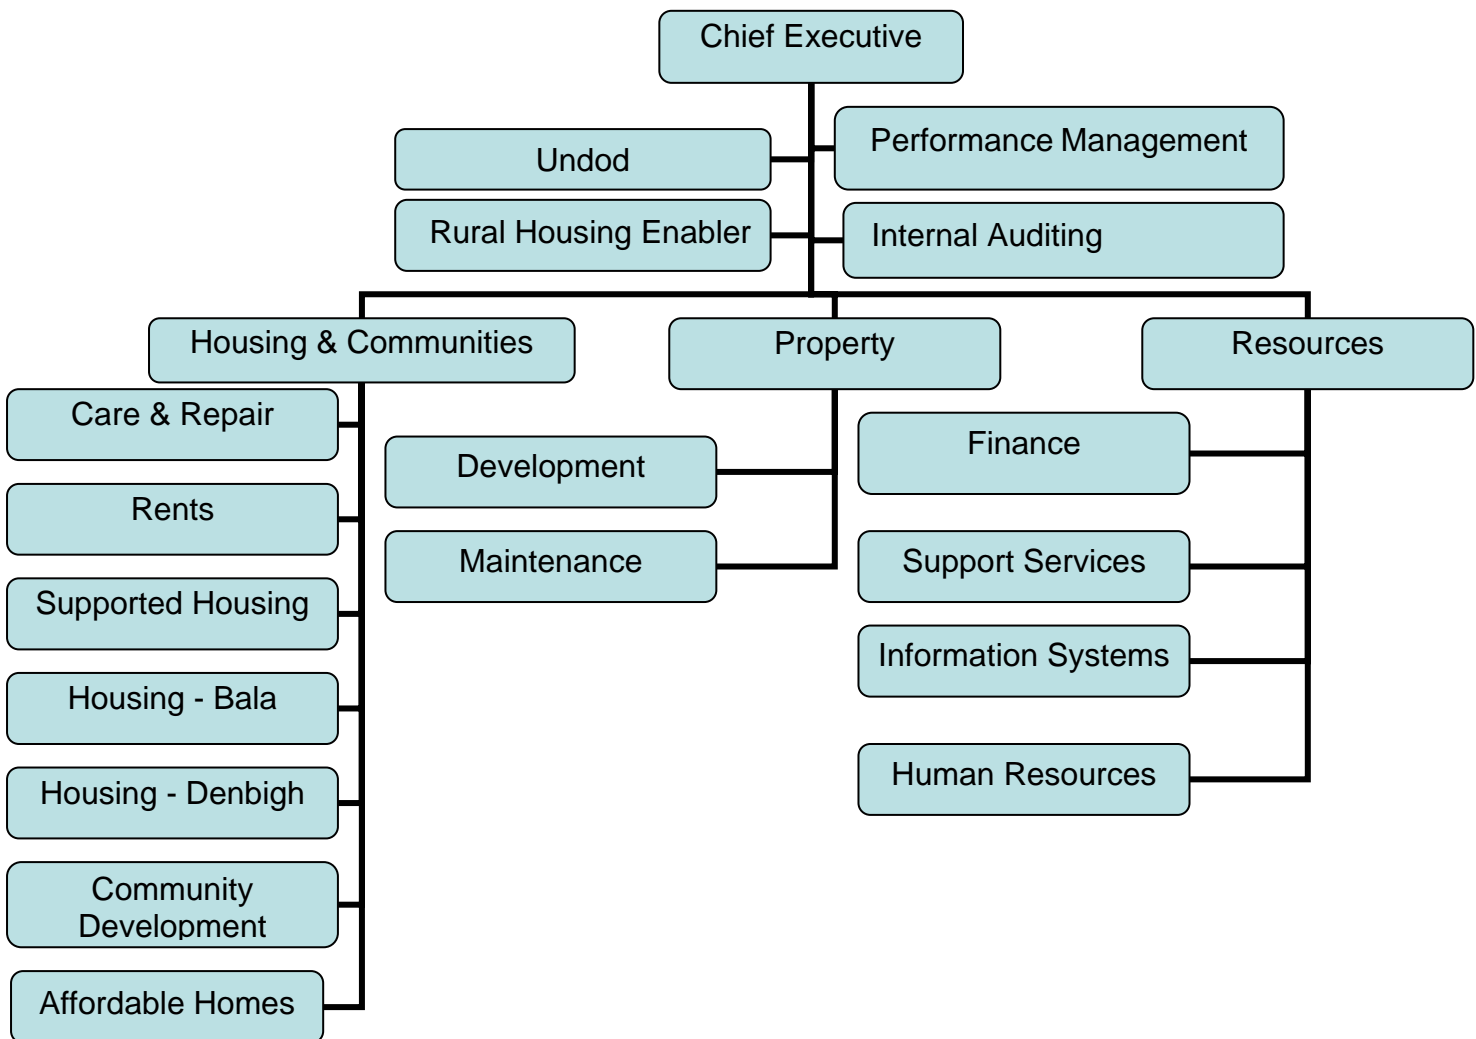 Chief Executive
Performance Management
Undod
Rural Housing Enabler
Internal Auditing
Housing & Communities
Property
Resources
Care & Repair
Rents
Supported Housing
Housing - Bala
Housing - Denbigh
Community
Development
Affordable Homes
Development
Maintenance
Finance
Support Services
Information Systems
Human Resources